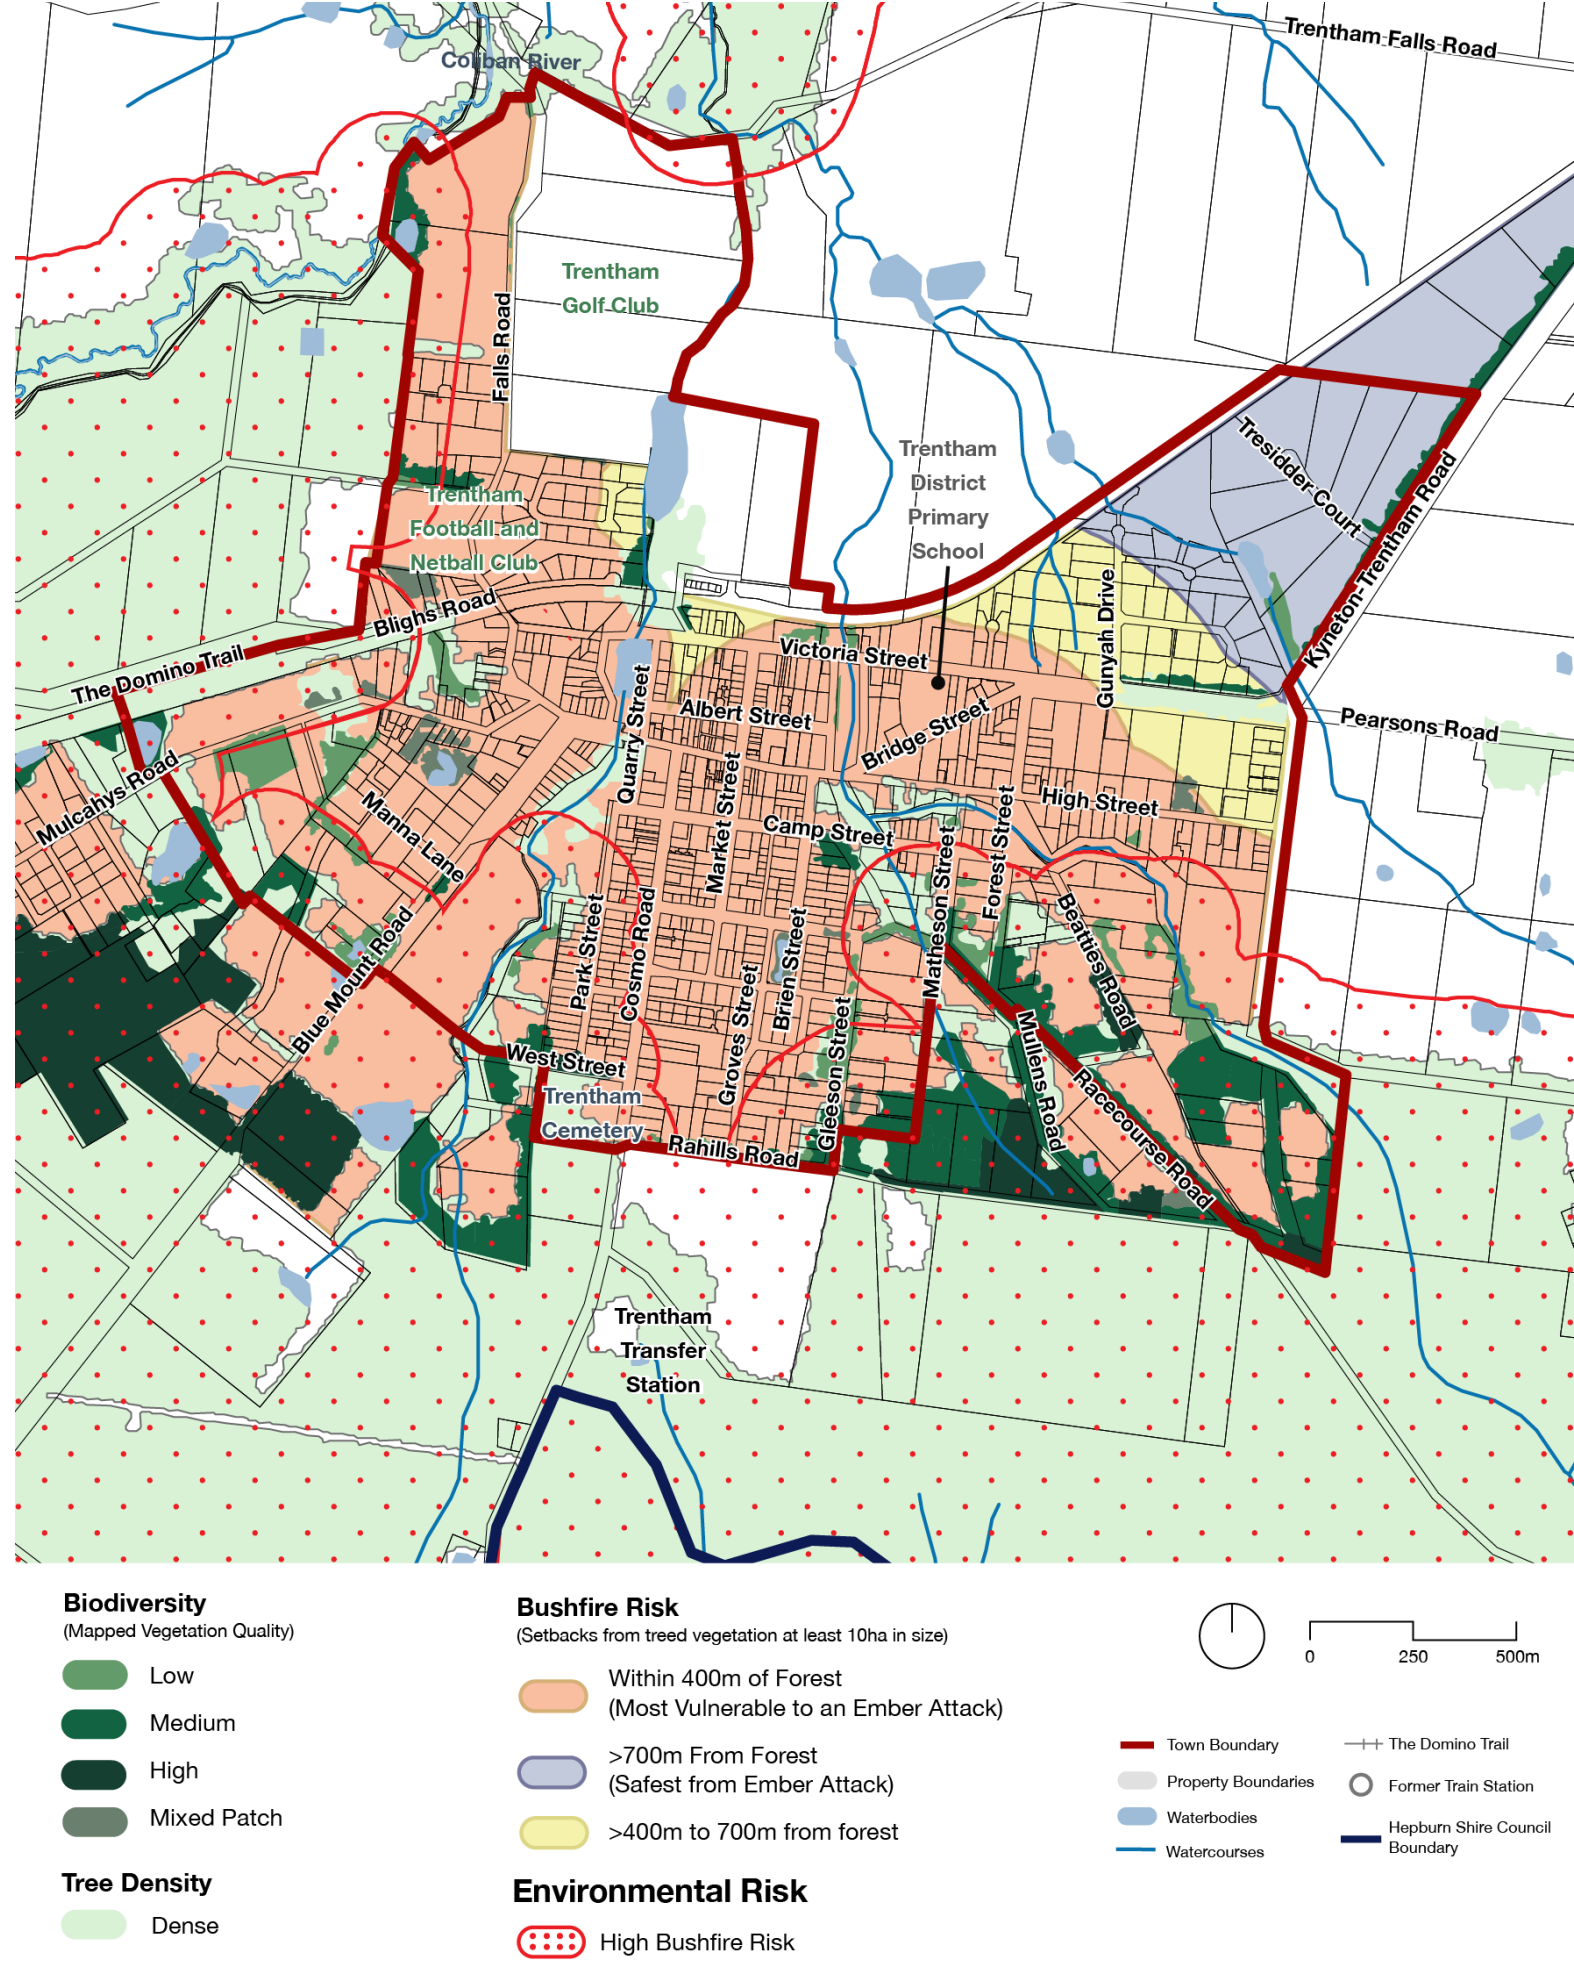 Trentham Falls Road
Coliban River
Trentham
Golf Club
Falls Road
Trentham
District
Primary
School
Tresidder Court
Kyneton-Trentham Road
Trentham
Football and
Netball Club
Blighs Road
The Domino Trail
Victoria Street
Gunyah Drive
Quarry Street
Albert Street
Bridge Street
Pearsons Road
Mulcahys Road
Manna Lane
Market Street
Camp Street
High Street
Matheson Street
Forest Street
Beatties Road
Blue Mount Road
Park Street
Cosmo Road
Groves Street
Brien Street
Gleeson Street
West Street
Mullens Road
Racecourse Road
Trentham
Cemetery
Rahills Road
Trentham
Transfer
Station
Biodiversity
(Mapped Vegetation Quality)
Low
Medium
High
Mixed Patch
Tree Density
Dense
Bushfire Risk
(Setbacks from treed vegetation at least 10ha in size)
Within 400m of Forest
(Most Vulnerable to an Ember Attack)
>700m From Forest
(Safest from Ember Attack)
>400m to 700m from forest
Environmental Risk
High Bushfire Risk
0 250 500m
Town Boundary
Property Boundaries
Waterbodies
Watercourses
The Domino Trail
Former Train Station
Hepburn Shire Council
Boundary